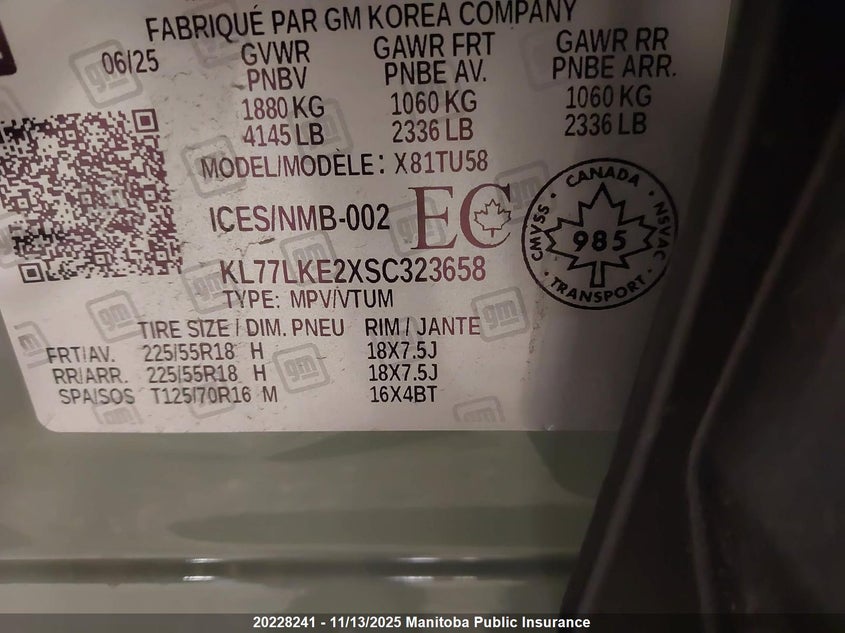 FABRIQUÉ PAR GM KOREA COMPANY
06/25
GVWR GAWR FRT GAWR RR
PNBV PNBE AV. PNBE ARR.
1880 KG 1060 KG 1060 KG
4145 LB 2336 LB 2336 LB
MODEL/MODÈLE: X81TU58
ICES/NMB-002 EC
CANADA
CMVSS · NSVAC
985
TRANSPORT
KL77LKE2XSC323658
TYPE: MPV/VTUM
TIRE SIZE / DIM. PNEU RIM / JANTE
FRT/AV. 225/55R18 H 18X7.5J
RR/ARR. 225/55R18 H 18X7.5J
SPA/SOS T125/70R16 M 16X4BT
gm
20228241 - 11/13/2025 Manitoba Public Insurance